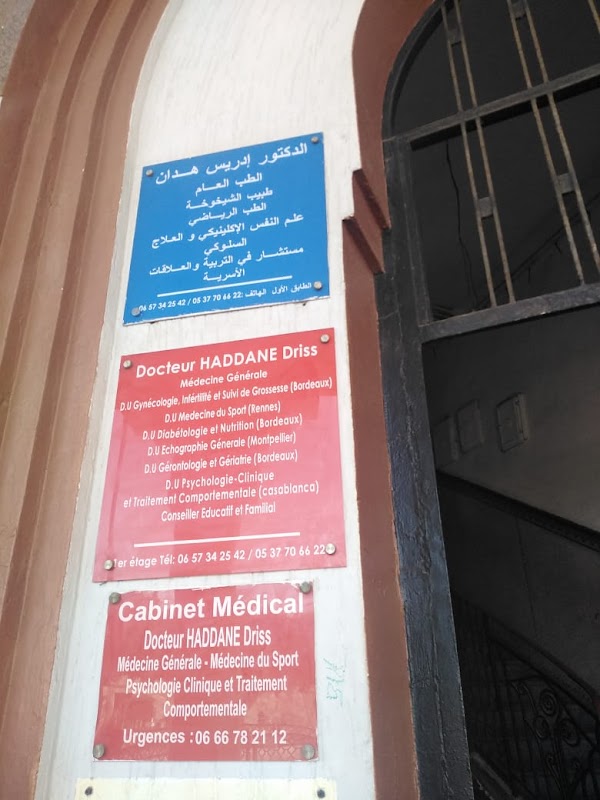 الدكتور إدريس هدان
الطب العام
طبيب الشيخوخة
الطب الرياضي
علم النفس الإكلينيكي و العلاج
السلوكي
مستشار في التربية والعلاقات
الأسرية
الطابق الأول الهاتف: 06 57 34 25 42 / 05 37 70 66 22
Docteur HADDANE Driss
Médecine Générale
D.U Gynécologie, Infértilité et Suivi de Grossesse (Bordeaux)
D.U Medecine du Sport (Rennes)
D.U Diabétologie et Nutrition (Bordeaux)
D.U Echographie Génerale (Montpellier)
D.U Gérontologie et Gériatrie (Bordeaux)
D.U Psychologie-Clinique
et Traitement Comportementale (casablanca)
Conseiller Educatif et Familial
1er étage Tél: 06 57 34 25 42 / 05 37 70 66 22
Cabinet Médical
Docteur HADDANE Driss
Médecine Générale - Médecine du Sport
Psychologie Clinique et Traitement
Comportementale
Urgences : 06 66 78 21 12